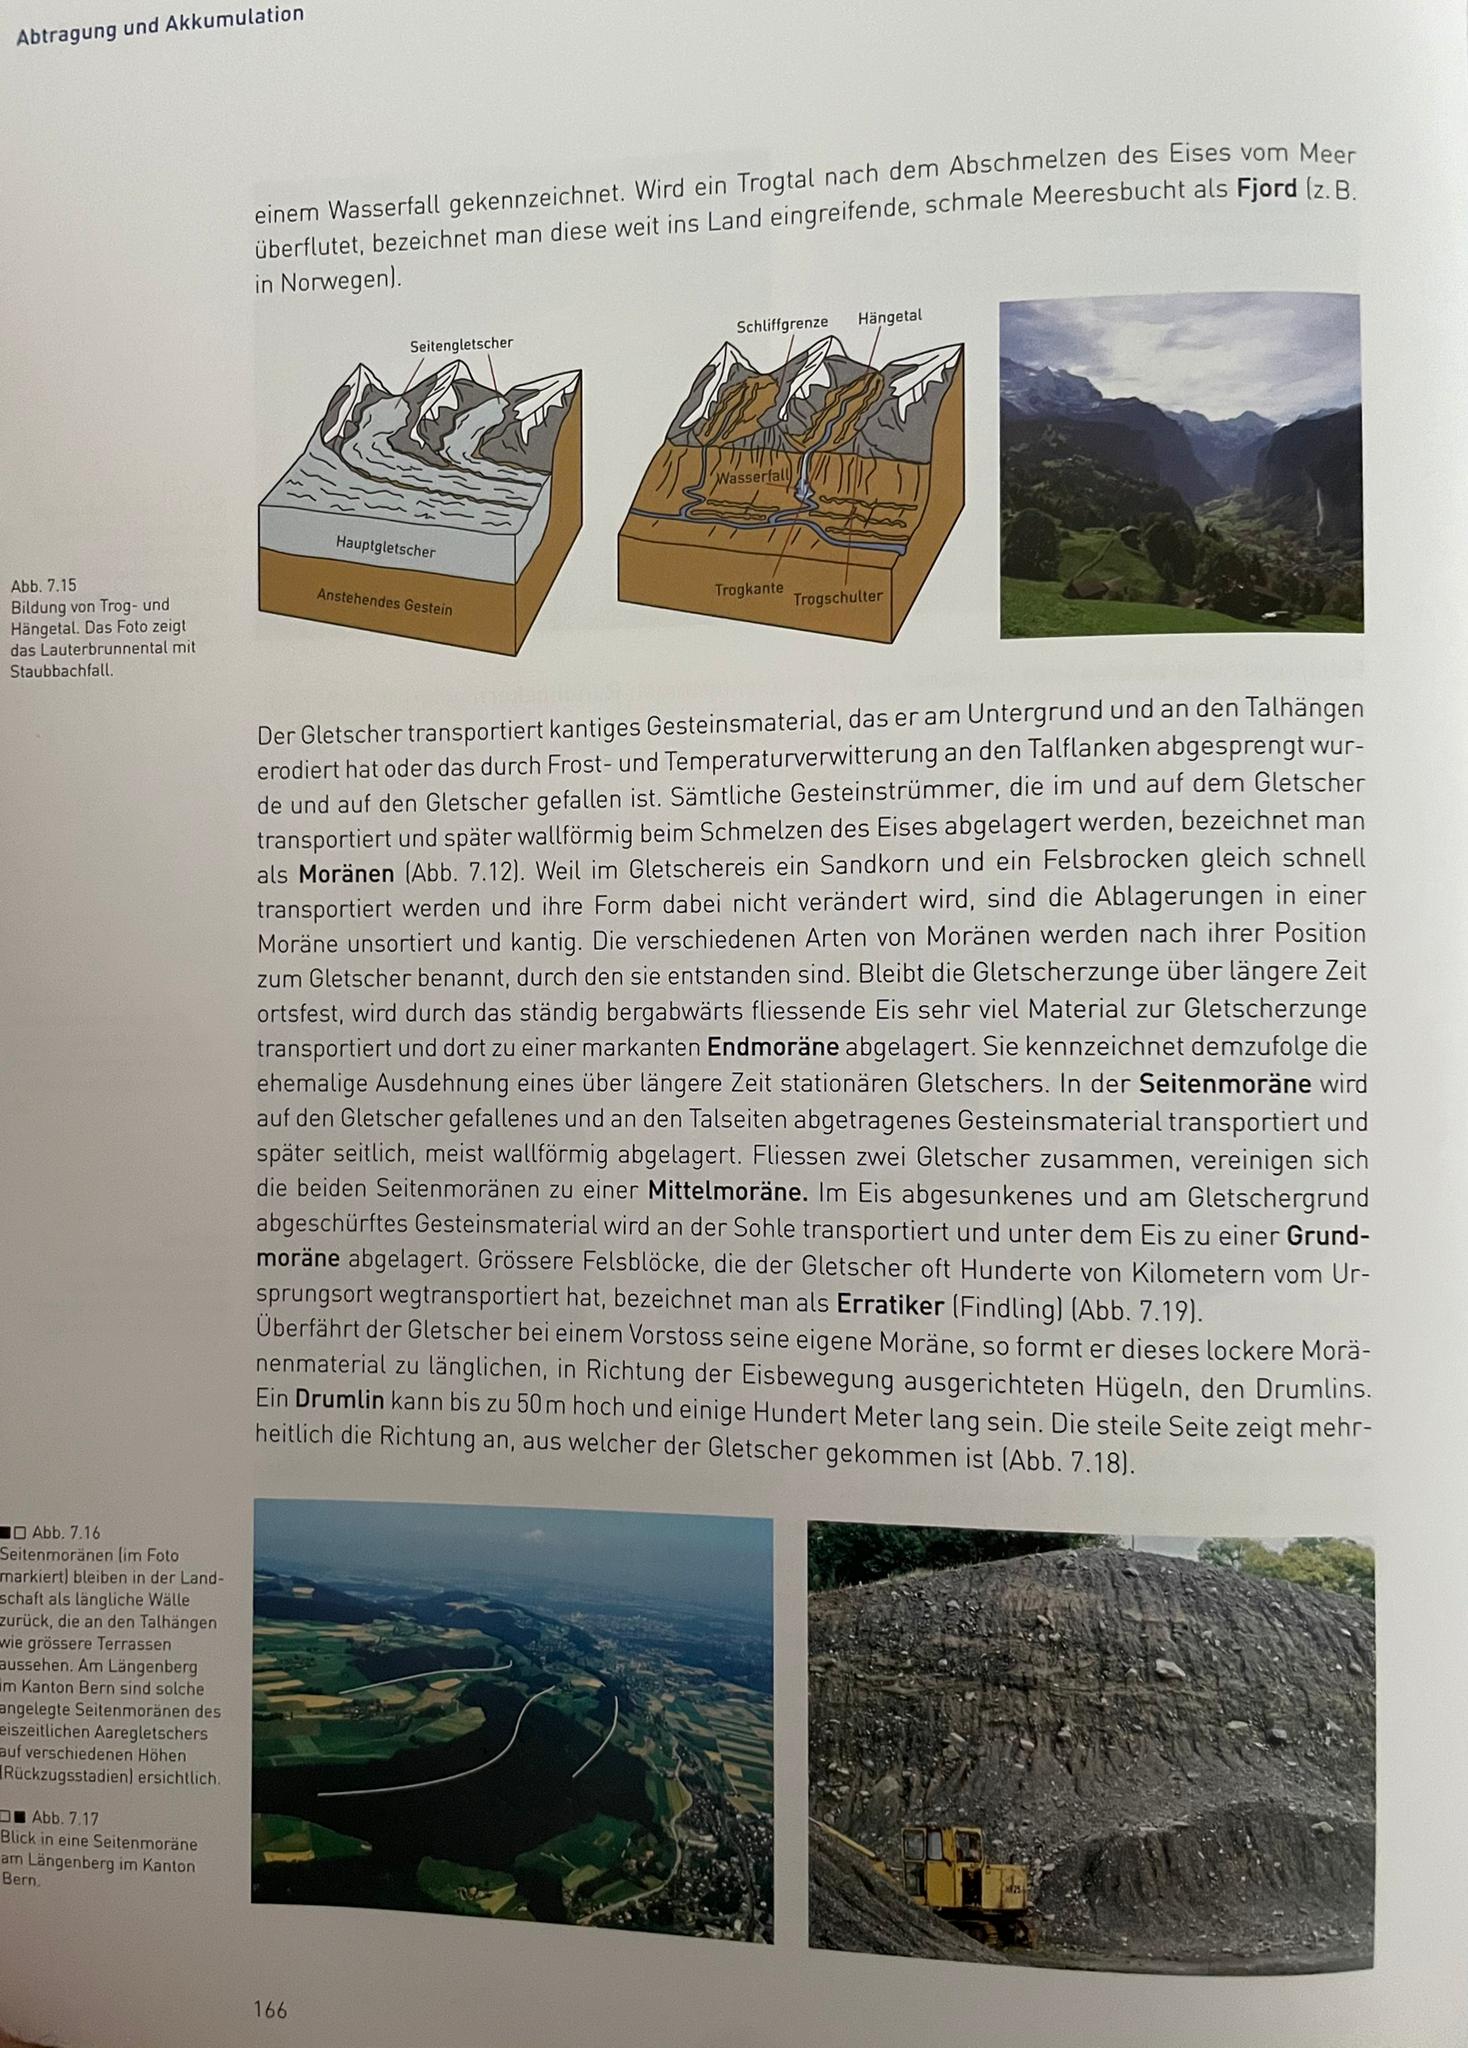 Abtragung und Akkumulation
einem Wasserfall gekennzeichnet. Wird ein Trogtal nach dem Abschmelzen des Eises vom Meer
überflutet, bezeichnet man diese weit ins Land eingreifende, schmale Meeresbucht als Fjord (z. B.
in Norwegen).
Seitengletscher
Hauptgletscher
Anstehendes Gestein
Schliffgrenze
Hängetal
Wasserfall
Trogkante
Trogschulter
Abb. 7.15
Bildung von Trog- und
Hängetal. Das Foto zeigt
das Lauterbrunnental mit
Staubbachfall.
Der Gletscher transportiert kantiges Gesteinsmaterial, das er am Untergrund und an den Talhängen
erodiert hat oder das durch Frost- und Temperaturverwitterung an den Talflanken abgesprengt wur-
de und auf den Gletscher gefallen ist. Sämtliche Gesteinstrümmer, die im und auf dem Gletscher
transportiert und später wallförmig beim Schmelzen des Eises abgelagert werden, bezeichnet man
als Moränen (Abb. 7.12). Weil im Gletschereis ein Sandkorn und ein Felsbrocken gleich schnell
transportiert werden und ihre Form dabei nicht verändert wird, sind die Ablagerungen in einer
Moräne unsortiert und kantig. Die verschiedenen Arten von Moränen werden nach ihrer Position
zum Gletscher benannt, durch den sie entstanden sind. Bleibt die Gletscherzunge über längere Zeit
ortsfest, wird durch das ständig bergabwärts fliessende Eis sehr viel Material zur Gletscherzunge
transportiert und dort zu einer markanten Endmoräne abgelagert. Sie kennzeichnet demzufolge die
ehemalige Ausdehnung eines über längere Zeit stationären Gletschers. In der Seitenmoräne wird
auf den Gletscher gefallenes und an den Talseiten abgetragenes Gesteinsmaterial transportiert und
später seitlich, meist wallförmig abgelagert. Fliessen zwei Gletscher zusammen, vereinigen sich
die beiden Seitenmoränen zu einer Mittelmoräne. Im Eis abgesunkenes und am Gletschergrund
abgeschürftes Gesteinsmaterial wird an der Sohle transportiert und unter dem Eis zu einer Grund-
moräne abgelagert. Grössere Felsblöcke, die der Gletscher oft Hunderte von Kilometern vom Ur-
sprungsort wegtransportiert hat, bezeichnet man als Erratiker (Findling) (Abb. 7.19).
Überfährt der Gletscher bei einem Vorstoss seine eigene Moräne, so formt er dieses lockere Morä-
nenmaterial zu länglichen, in Richtung der Eisbewegung ausgerichteten Hügeln, den Drumlins.
Ein Drumlin kann bis zu 50 m hoch und einige Hundert Meter lang sein. Die steile Seite zeigt mehr-
heitlich die Richtung an, aus welcher der Gletscher gekommen ist (Abb. 7.18).
■□ Abb. 7.16
Seitenmoränen (im Foto
markiert) bleiben in der Land-
schaft als längliche Wälle
zurück, die an den Talhängen
wie grössere Terrassen
aussehen. Am Längenberg
im Kanton Bern sind solche
angelegte Seitenmoränen des
eiszeitlichen Aaregletschers
auf verschiedenen Höhen
(Rückzugsstadien) ersichtlich.
□■ Abb. 7.17
Blick in eine Seitenmoräne
am Längenberg im Kanton
Bern.
166